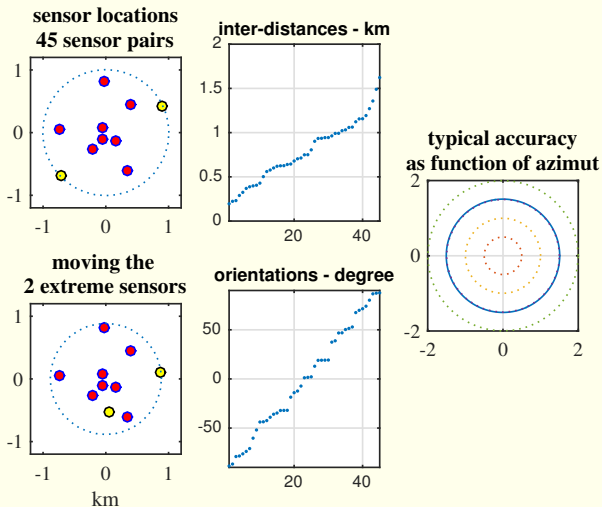 sensor locations
45 sensor pairs
1
0
-1
-1 0 1
inter-distances - km
2
1.5
1
0.5
0
20 40
typical accuracy
as function of azimut
2
1
0
-1
-2
-2 0 2
moving the
2 extreme sensors
1
0
-1
-1 0 1
km
orientations - degree
50
0
-50
20 40